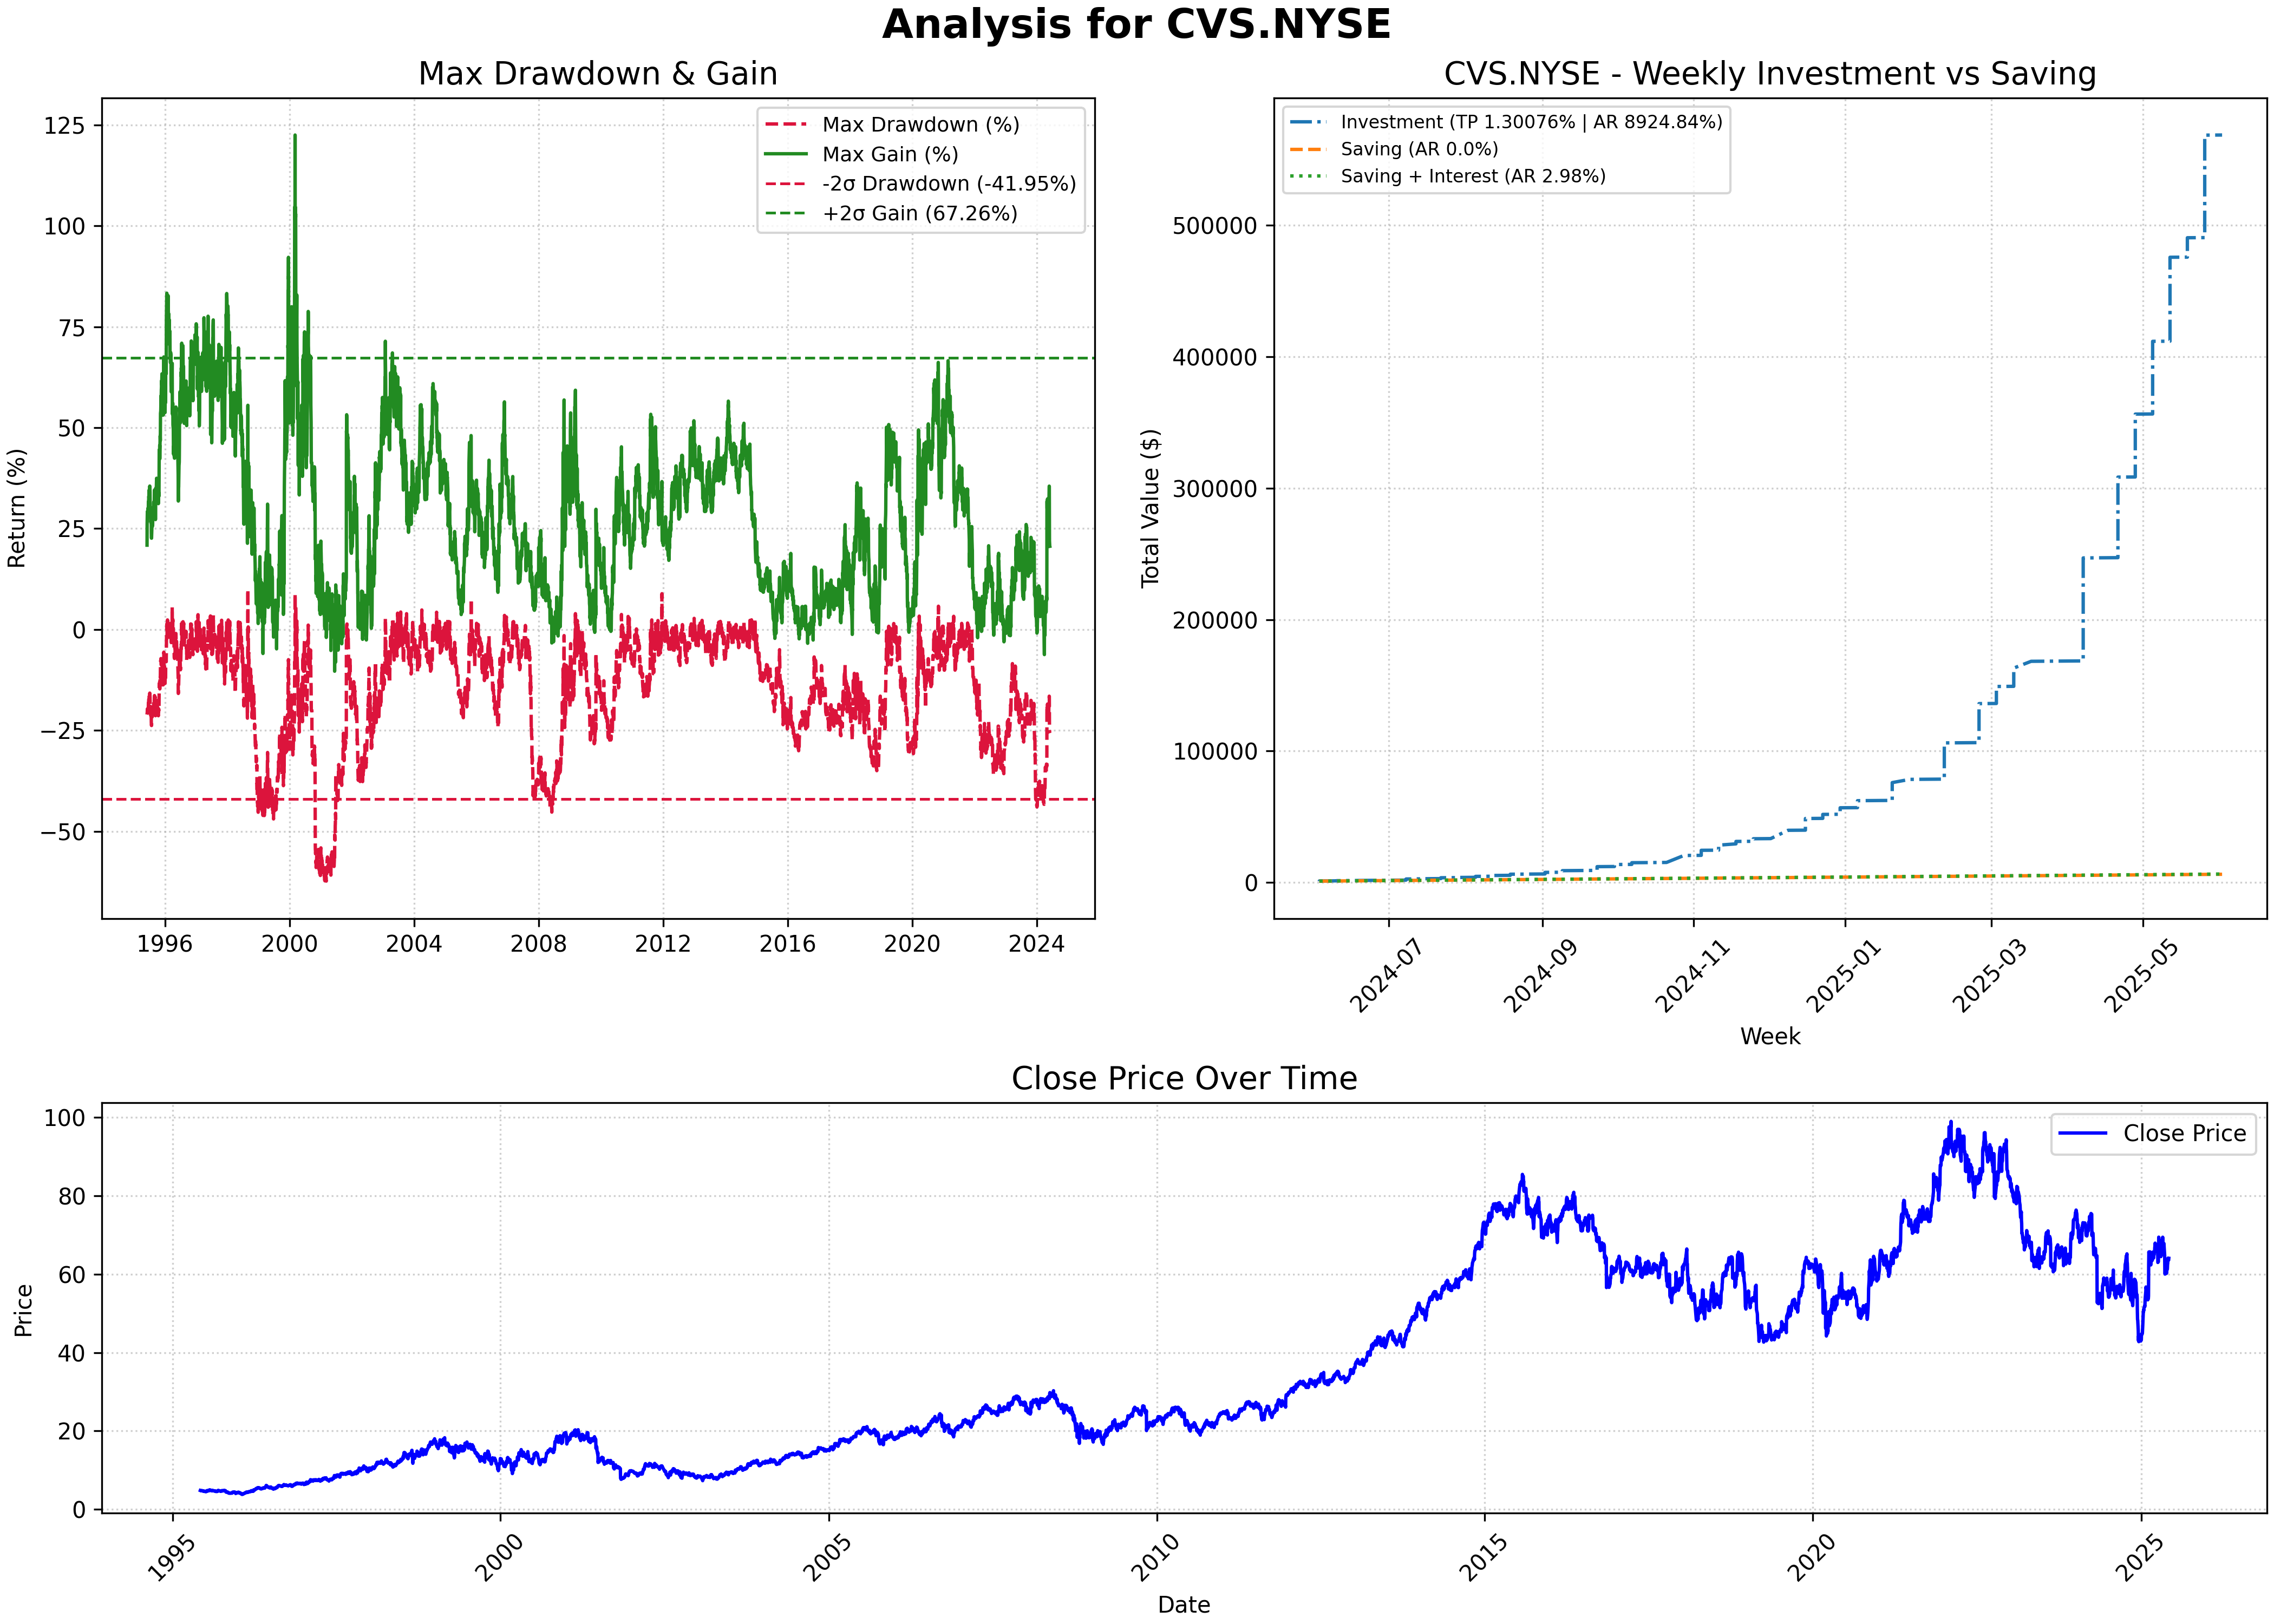 Analysis for CVS.NYSE
Max Drawdown & Gain
Return (%)
125
100
75
50
25
0
−25
−50
1996
2000
2004
2008
2012
2016
2020
2024
Max Drawdown (%)
Max Gain (%)
-2σ Drawdown (-41.95%)
+2σ Gain (67.26%)
CVS.NYSE - Weekly Investment vs Saving
Total Value ($)
500000
400000
300000
200000
100000
0
2024-07
2024-09
2024-11
2025-01
2025-03
2025-05
Week
Investment (TP 1.30076% | AR 8924.84%)
Saving (AR 0.0%)
Saving + Interest (AR 2.98%)
Close Price Over Time
Price
100
80
60
40
20
0
1995
2000
2005
2010
2015
2020
2025
Date
Close Price